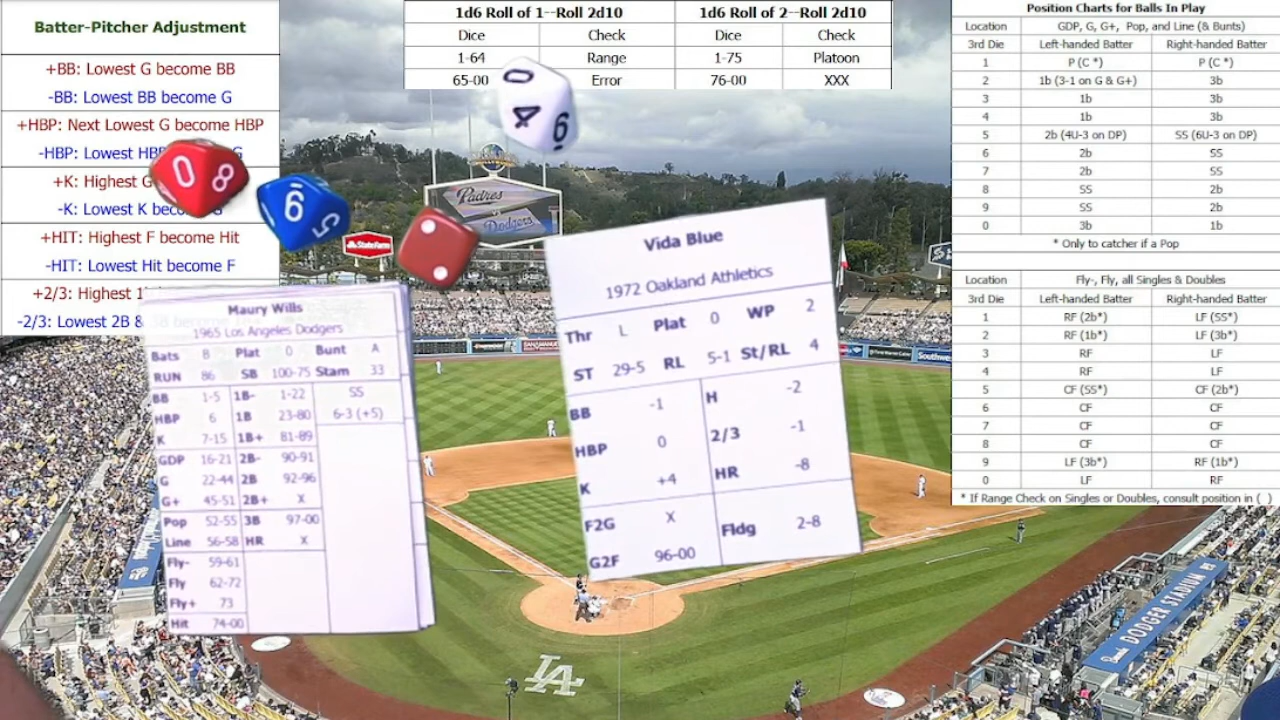 Batter-Pitcher Adjustment
+BB: Lowest G become BB
-BB: Lowest BB become G
+HBP: Next Lowest G become HBP
-HBP: Lowest HB G
+K: Highest G
-K: Lowest K beco G
+HIT: Highest F become Hit
-HIT: Lowest Hit become F
+2/3: Highest 1
-2/3: Lowest 2B &
1d6 Roll of 1--Roll 2d10 1d6 Roll of 2--Roll 2d10
Dice Check Dice Check
1-64 Range 1-75 Platoon
65-00 Error 76-00 XXX
0 4 6
0 8
6 5
Padres
Dodgers
StateFarm
Maury Wills
1965 Los Angeles Dodgers
Bats B Plat 0 Bunt A
RUN 86 SB 100-75 Stam 33
BB 1-5 1B- 1-22 SS
HBP 6 1B 23-80 6-3 (+5)
K 7-15 1B+ 81-89
GDP 16-21 2B- 90-91
G 22-44 2B 92-96
G+ 45-51 2B+ X
Pop 52-55 3B 97-00
Line 56-58 HR X
Fly- 59-61
Fly 62-72
Fly+ 73
Hit 74-00
Vida Blue
1972 Oakland Athletics
Thr L Plat 0 WP 2
ST 29-5 RL 5-1 St/RL 4
BB -1 H -2
HBP 0 2/3 -1
K +4 HR -8
F2G X Fldg 2-8
G2F 96-00
Position Charts for Balls In Play
Location GDP, G, G+, Pop, and Line (& Bunts)
3rd Die Left-handed Batter Right-handed Batter
1 P (C *) P (C *)
2 1b (3-1 on G & G+) 3b
3 1b 3b
4 1b 3b
5 2b (4U-3 on DP) SS (6U-3 on DP)
6 2b SS
7 2b SS
8 SS 2b
9 SS 2b
0 3b 1b
* Only to catcher if a Pop
Location Fly-, Fly, all Singles & Doubles
3rd Die Left-handed Batter Right-handed Batter
1 RF (2b*) LF (SS*)
2 RF (1b*) LF (3b*)
3 RF LF
4 RF LF
5 CF (SS*) CF (2b*)
6 CF CF
7 CF CF
8 CF CF
9 LF (3b*) RF (1b*)
0 LF RF
* If Range Check on Singles or Doubles, consult position in ( )
Southwes
DODGER STADIUM
LA